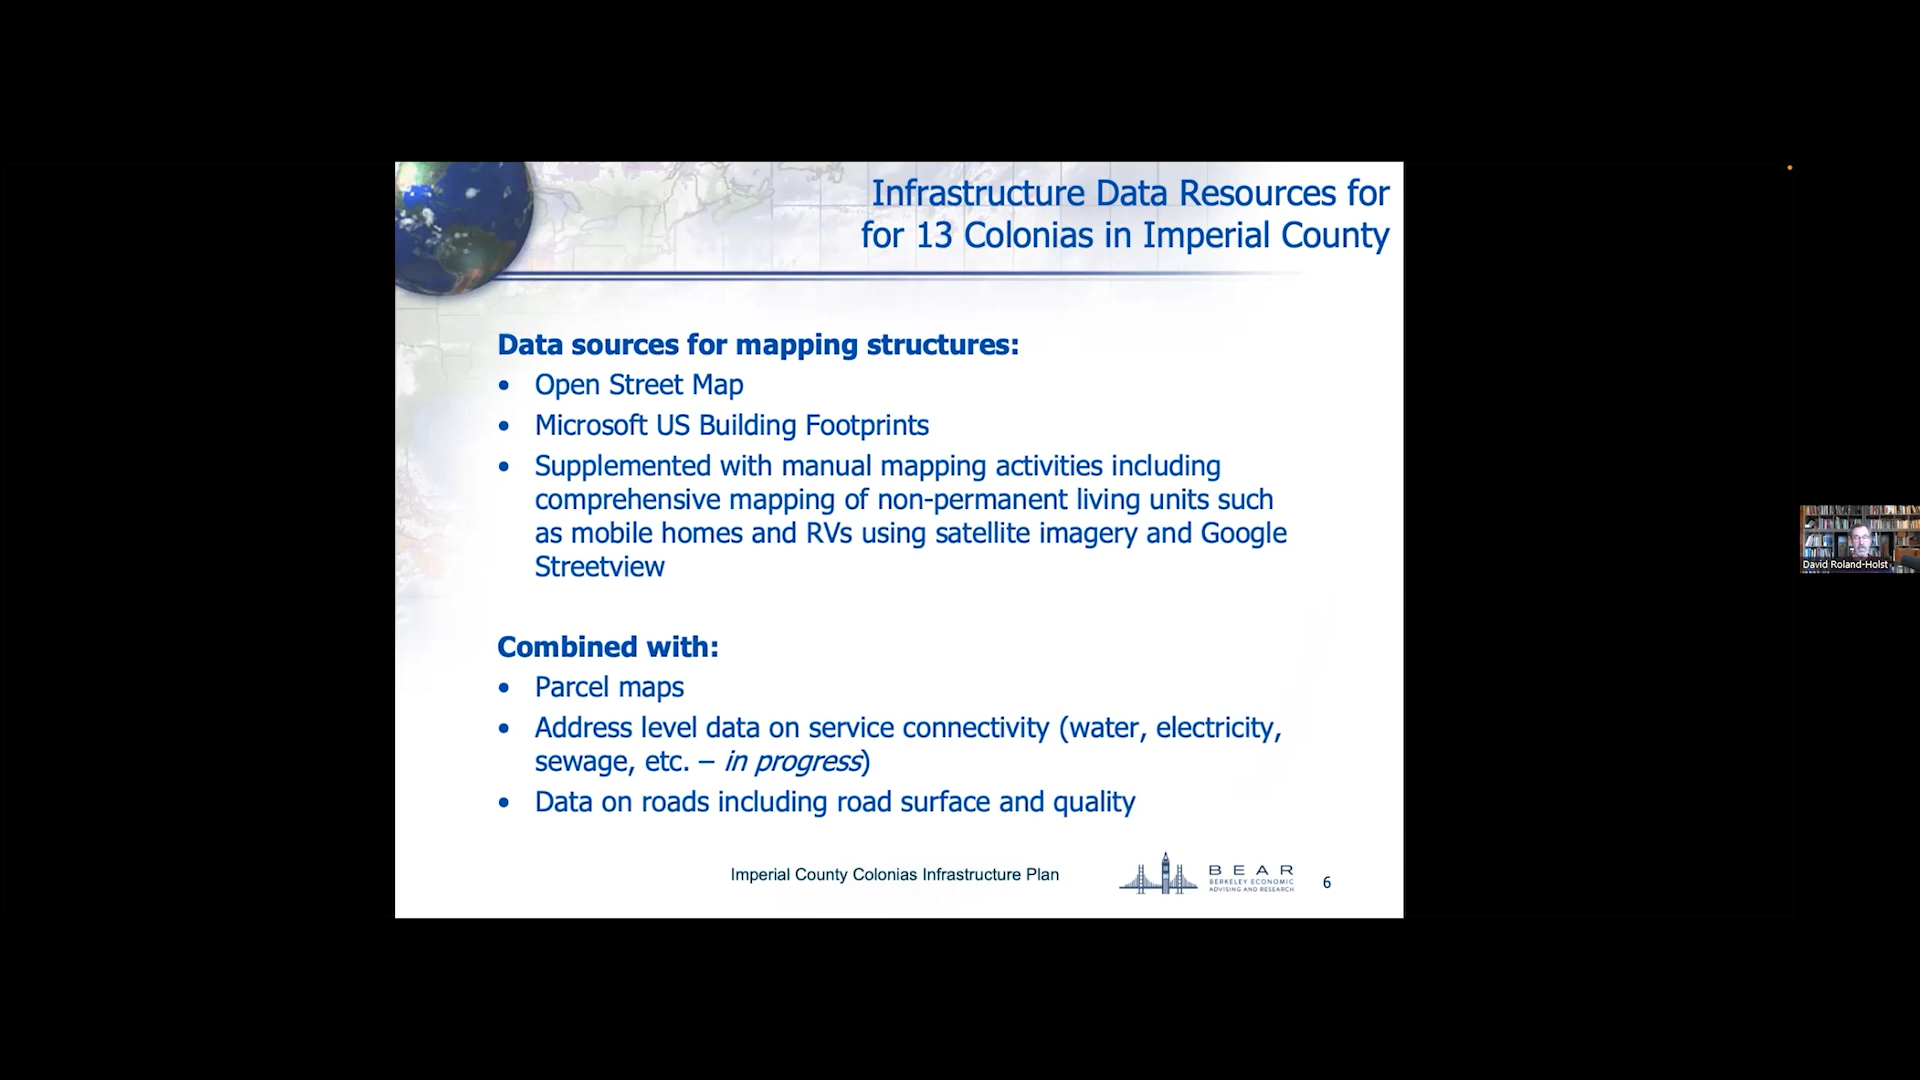 Infrastructure Data Resources for
for 13 Colonias in Imperial County
Data sources for mapping structures:
• Open Street Map
• Microsoft US Building Footprints
• Supplemented with manual mapping activities including
comprehensive mapping of non-permanent living units such
as mobile homes and RVs using satellite imagery and Google
Streetview
Combined with:
• Parcel maps
• Address level data on service connectivity (water, electricity,
sewage, etc. – in progress)
• Data on roads including road surface and quality
Imperial County Colonias Infrastructure Plan
BEAR
BERKELEY ECONOMIC
ADVISING AND RESEARCH
6
David Roland-Holst